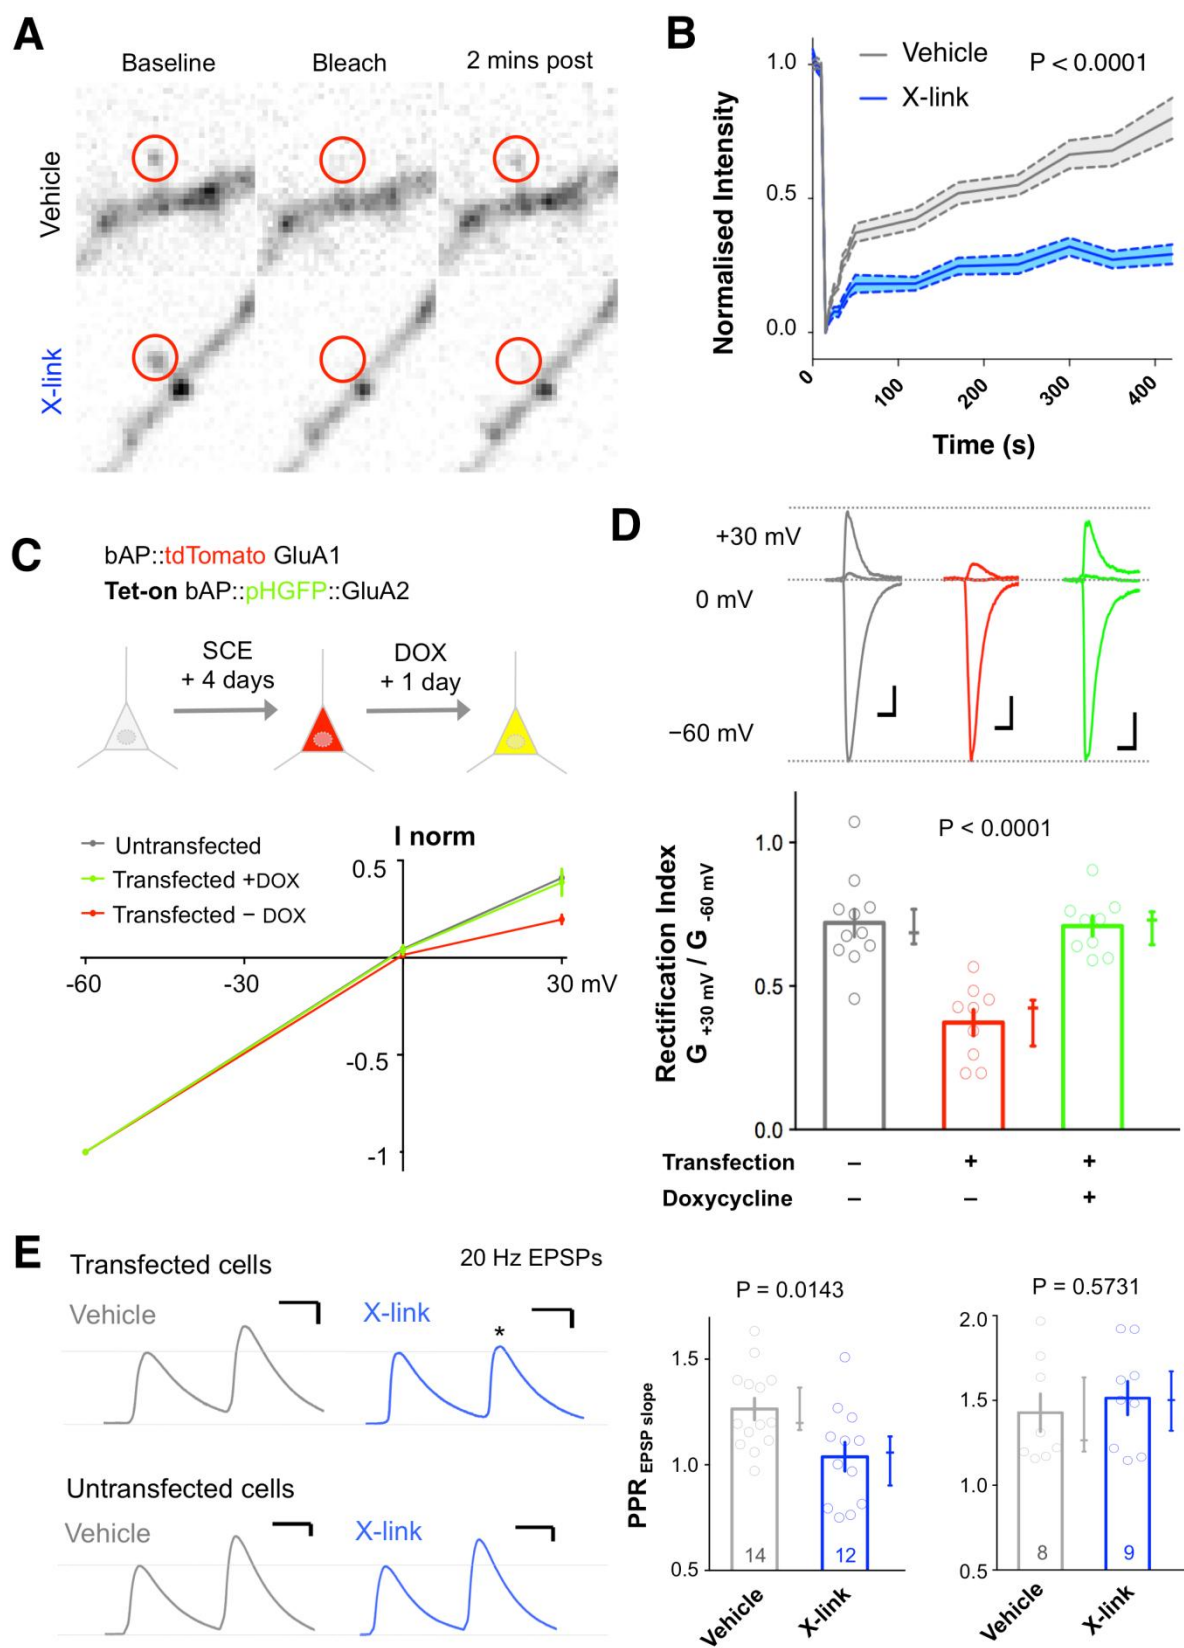 A
Baseline
Bleach
2 mins post
Vehicle
X-link
B
Vehicle
X-link
P < 0.0001
Normalised Intensity
1.0
0.5
0.0
0
100
200
300
400
Time (s)
C
bAP::tdTomato GluA1
Tet-on bAP::pHGFP::GluA2
SCE
+ 4 days
DOX
+ 1 day
Untransfected
Transfected +DOX
Transfected − DOX
I norm
0.5
-60
-30
30 mV
-0.5
-1
D
+30 mV
0 mV
−60 mV
P < 0.0001
Rectification Index
G +30 mV / G -60 mV
1.0
0.5
0.0
Transfection − + +
Doxycycline − − +
E
Transfected cells
20 Hz EPSPs
Vehicle
X-link
*
Untransfected cells
Vehicle
X-link
P = 0.0143
PPR EPSP slope
1.5
1.0
0.5
14
12
Vehicle
X-link
P = 0.5731
2.0
1.5
1.0
0.5
8
9
Vehicle
X-link